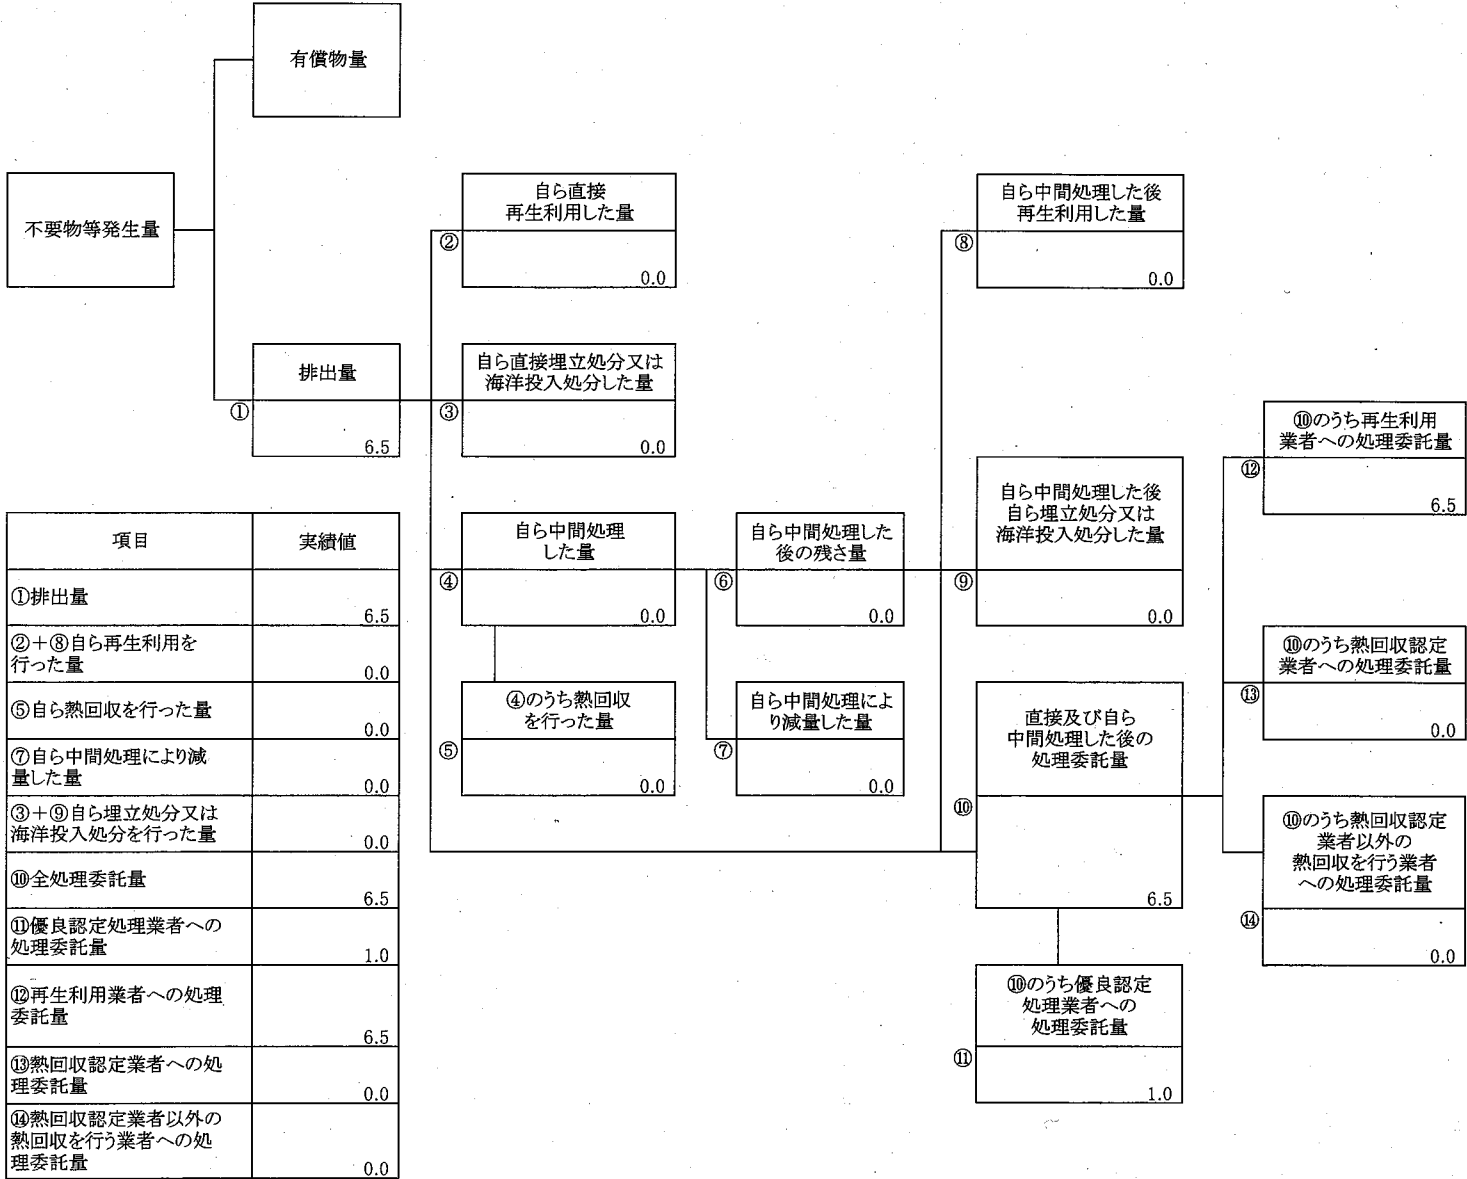 有償物量
不要物等発生量
自ら直接
再生利用した量
②
0.0
自ら中間処理した後
再生利用した量
⑧
0.0
排出量
①
6.5
自ら直接埋立処分又は
海洋投入処分した量
③
0.0
⑩のうち再生利用
業者への処理委託量
⑫
6.5
自ら中間処理
した量
④
0.0
自ら中間処理した
後の残さ量
⑥
0.0
自ら中間処理した後
自ら埋立処分又は
海洋投入処分した量
⑨
0.0
⑩のうち熱回収認定
業者への処理委託量
⑬
0.0
④のうち熱回収
を行った量
⑤
0.0
自ら中間処理によ
り減量した量
⑦
0.0
直接及び自ら
中間処理した後の
処理委託量
⑩
6.5
⑩のうち熱回収認定
業者以外の
熱回収を行う業者
への処理委託量
⑭
0.0
⑩のうち優良認定
処理業者への
処理委託量
⑪
1.0
項目 実績値
①排出量
6.5
②+⑧自ら再生利用を
行った量
0.0
⑤自ら熱回収を行った量
0.0
⑦自ら中間処理により減
量した量
0.0
③+⑨自ら埋立処分又は
海洋投入処分を行った量
0.0
⑩全処理委託量
6.5
⑪優良認定処理業者への
処理委託量
1.0
⑫再生利用業者への処理
委託量
6.5
⑬熱回収認定業者への処
理委託量
0.0
⑭熱回収認定業者以外の
熱回収を行う業者への処
理委託量
0.0